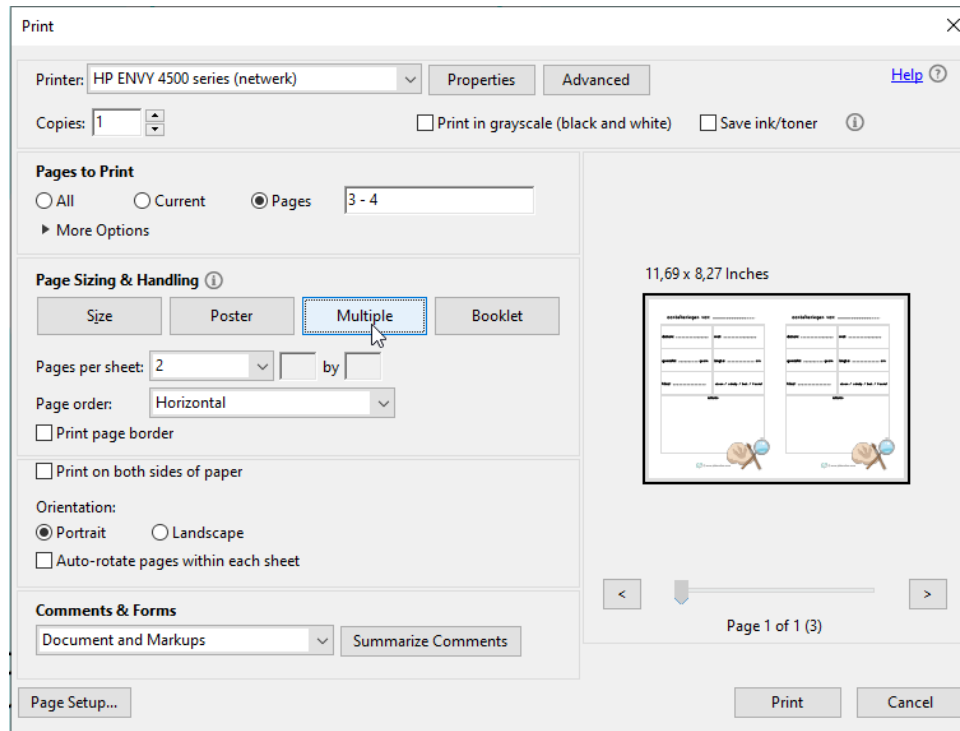 Print
Printer: HP ENVY 4500 series (netwerk) Properties Advanced Help ?
Copies: 1 Print in grayscale (black and white) Save ink/toner
Pages to Print
All Current Pages 3 - 4
More Options
Page Sizing & Handling
Size Poster Multiple Booklet
Pages per sheet: 2 by
Page order: Horizontal
Print page border
Print on both sides of paper
Orientation:
Portrait Landscape
Auto-rotate pages within each sheet
Comments & Forms
Document and Markups Summarize Comments
Page Setup...
11,69 x 8,27 Inches
< >
Page 1 of 1 (3)
Print Cancel